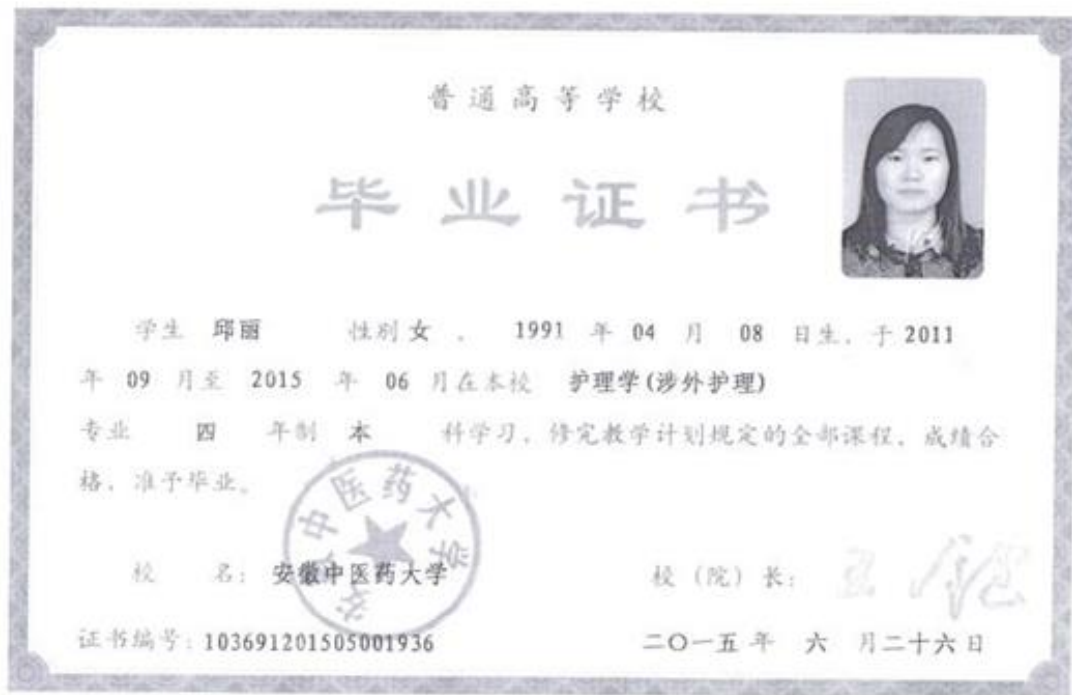 普通高等学校
毕业证书
学生 邱丽 性别 女 ， 1991 年 04 月 08 日生，于 2011
年 09 月至 2015 年 06 月在本校 护理学(涉外护理)
专业 四 年制 本 科学习，修完教学计划规定的全部课程，成绩合
格，准予毕业。
安徽中医药大学
校 名：安徽中医药大学 校（院）长：
证书编号：103691201505001936 二〇一五年 六 月二十六日